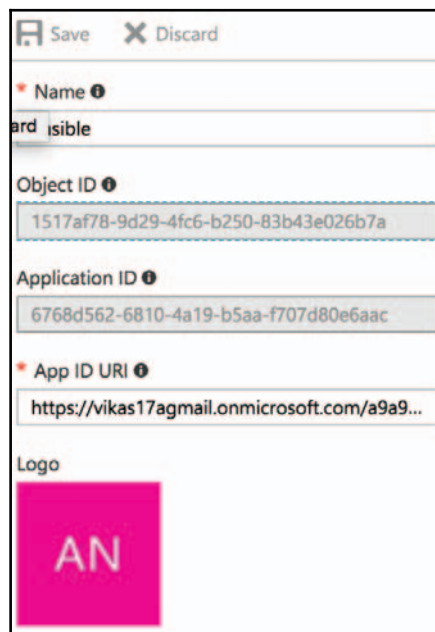 Save Discard
* Name
ard sible
Object ID
1517af78-9d29-4fc6-b250-83b43e026b7a
Application ID
6768d562-6810-4a19-b5aa-f707d80e6aac
* App ID URI
https://vikas17agmail.onmicrosoft.com/a9a9...
Logo
AN